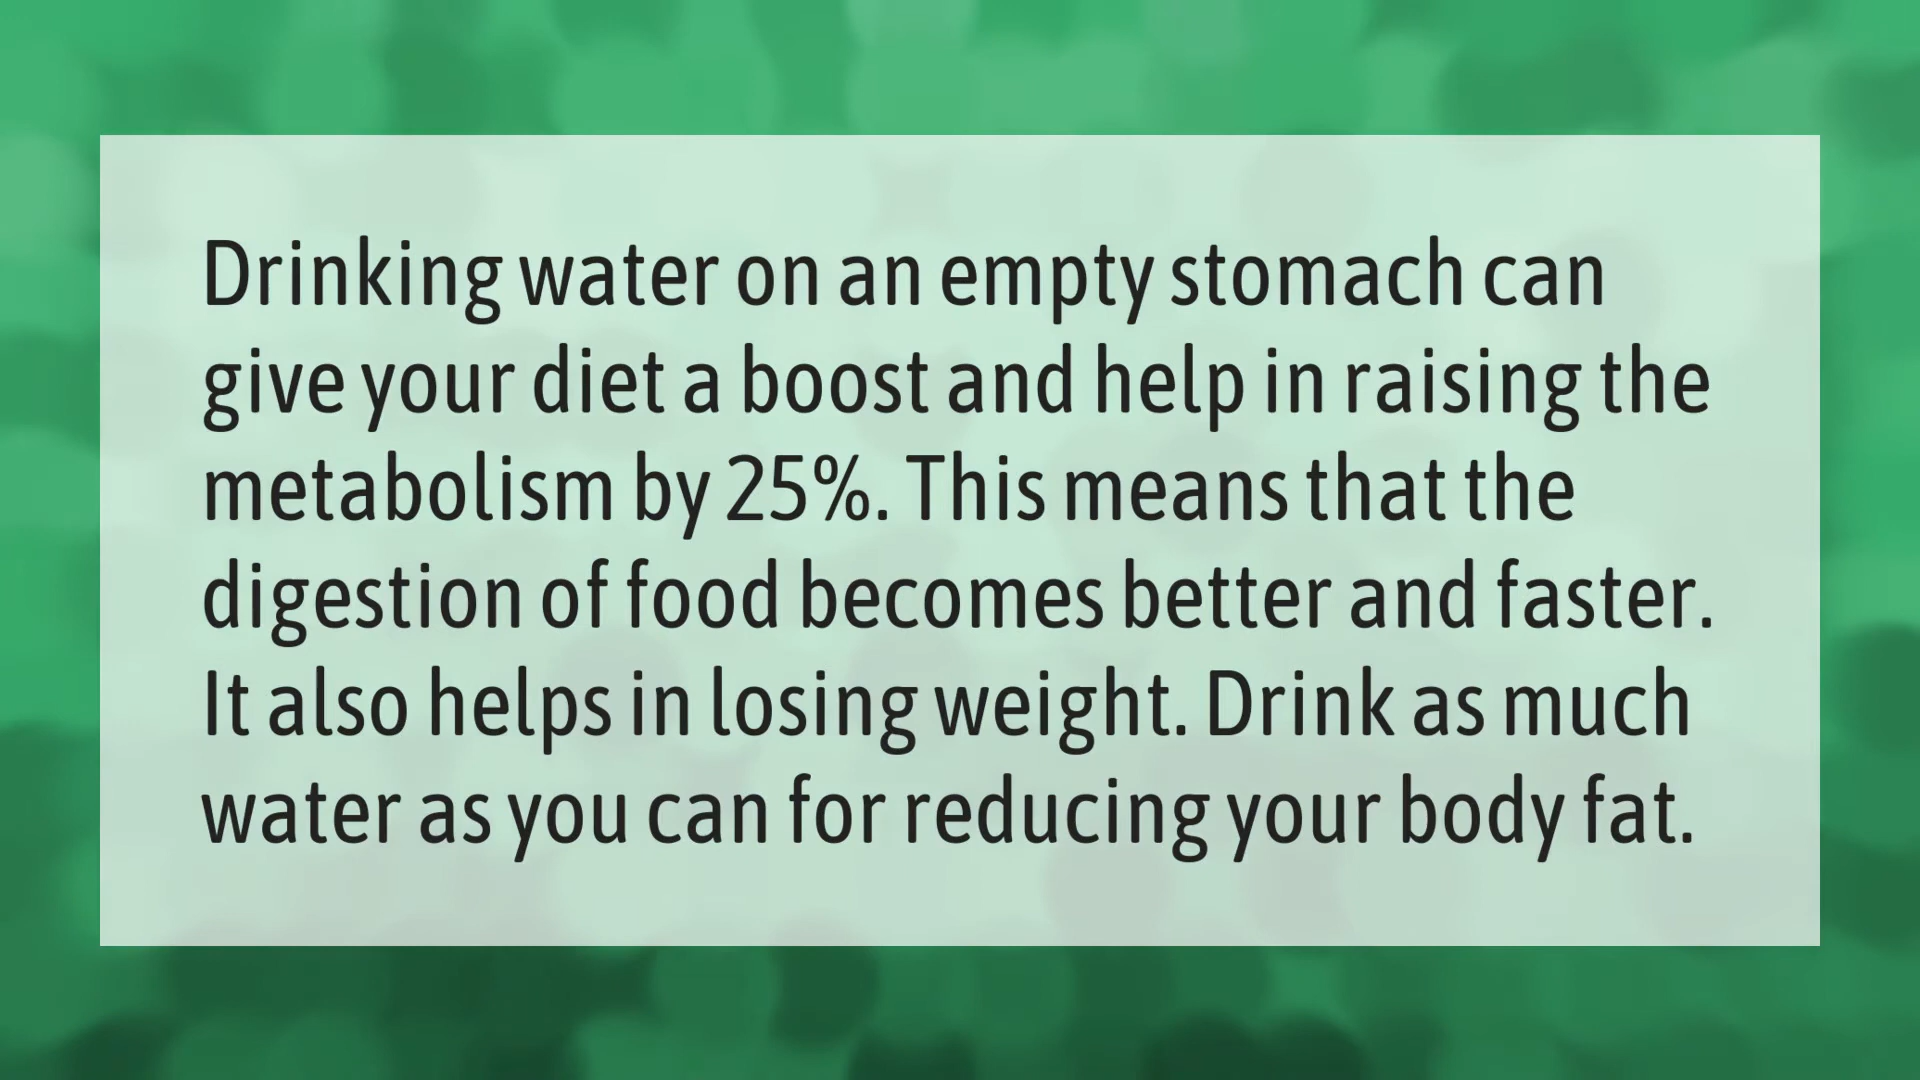 Drinking water on an empty stomach can
give your diet a boost and help in raising the
metabolism by 25%. This means that the
digestion of food becomes better and faster.
It also helps in losing weight. Drink as much
water as you can for reducing your body fat.